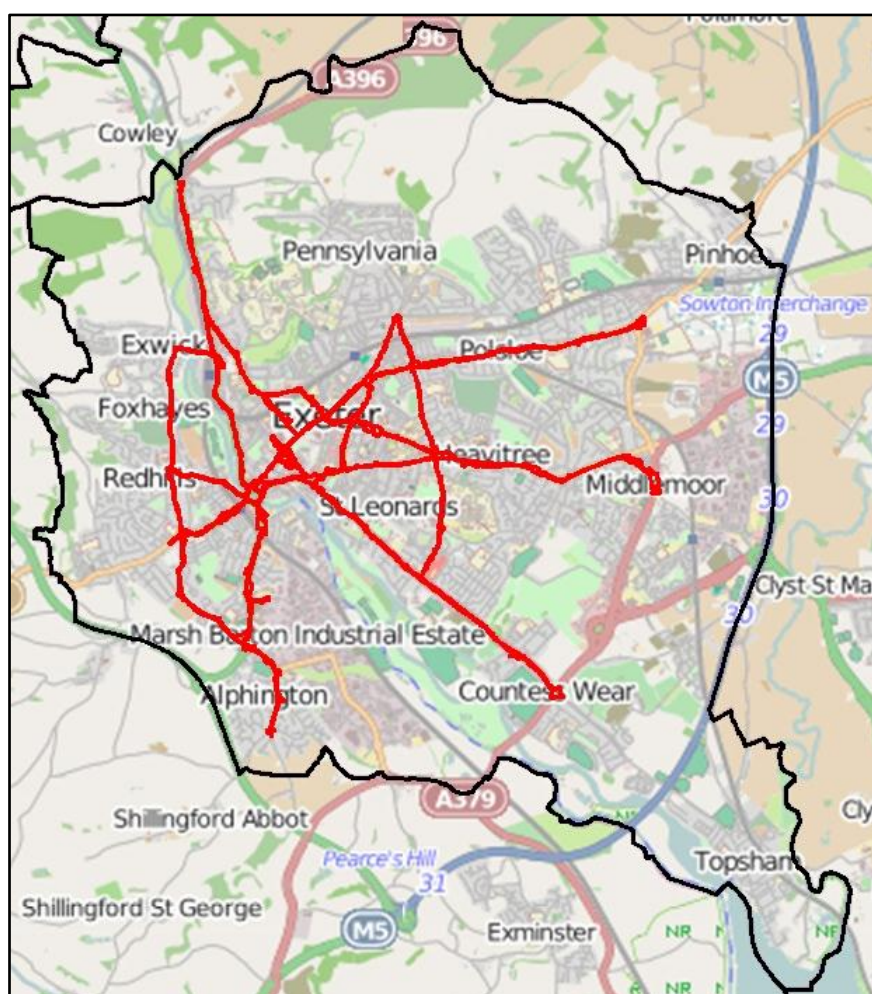 96
A396
Cowley
Pennsylvania
Pinhoe
Sowton Interchange
29
Exwick
Polsloe
M5
Foxhayes
Exeter
29
Heavitree
Redhills
Middlemoor
30
St Leonards
Clyst St Ma
30
Marsh Barton Industrial Estate
Alphington
Countess Wear
A379
Shillingford Abbot
Cly
Pearce's Hill
31
Topsham
Shillingford St George
M5
Exminster
NR
NR
NR